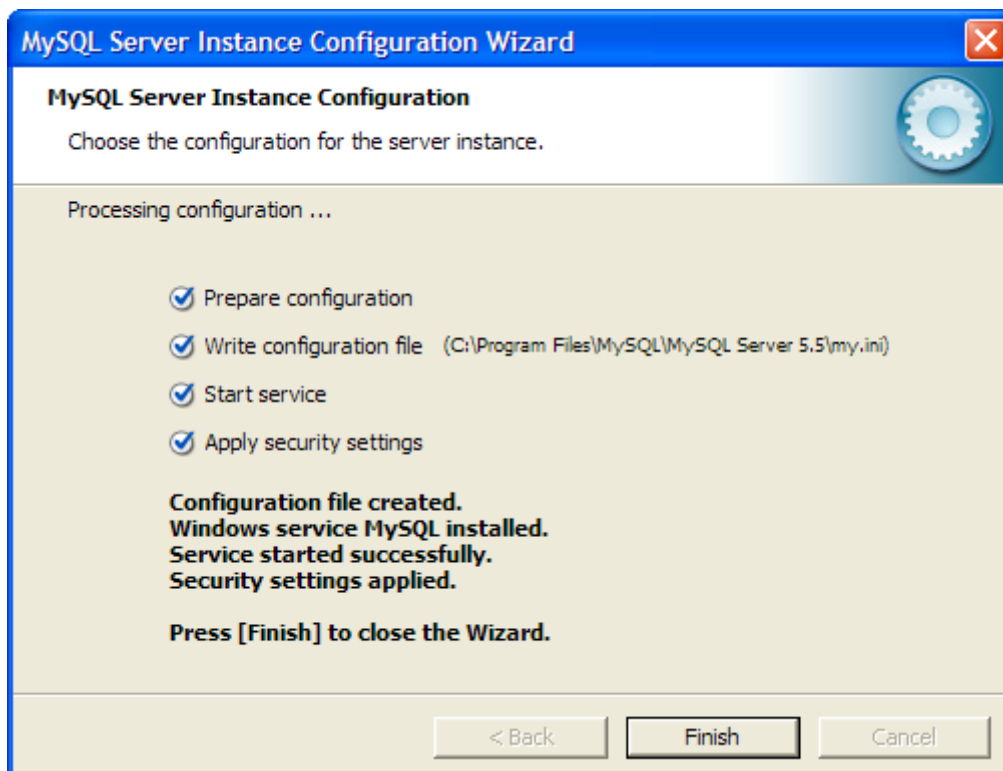 MySQL Server Instance Configuration Wizard
MySQL Server Instance Configuration
Choose the configuration for the server instance.
Processing configuration ...
Prepare configuration
Write configuration file (C:\Program Files\MySQL\MySQL Server 5.5\my.ini)
Start service
Apply security settings
Configuration file created.
Windows service MySQL installed.
Service started successfully.
Security settings applied.
Press [Finish] to close the Wizard.
< Back Finish Cancel